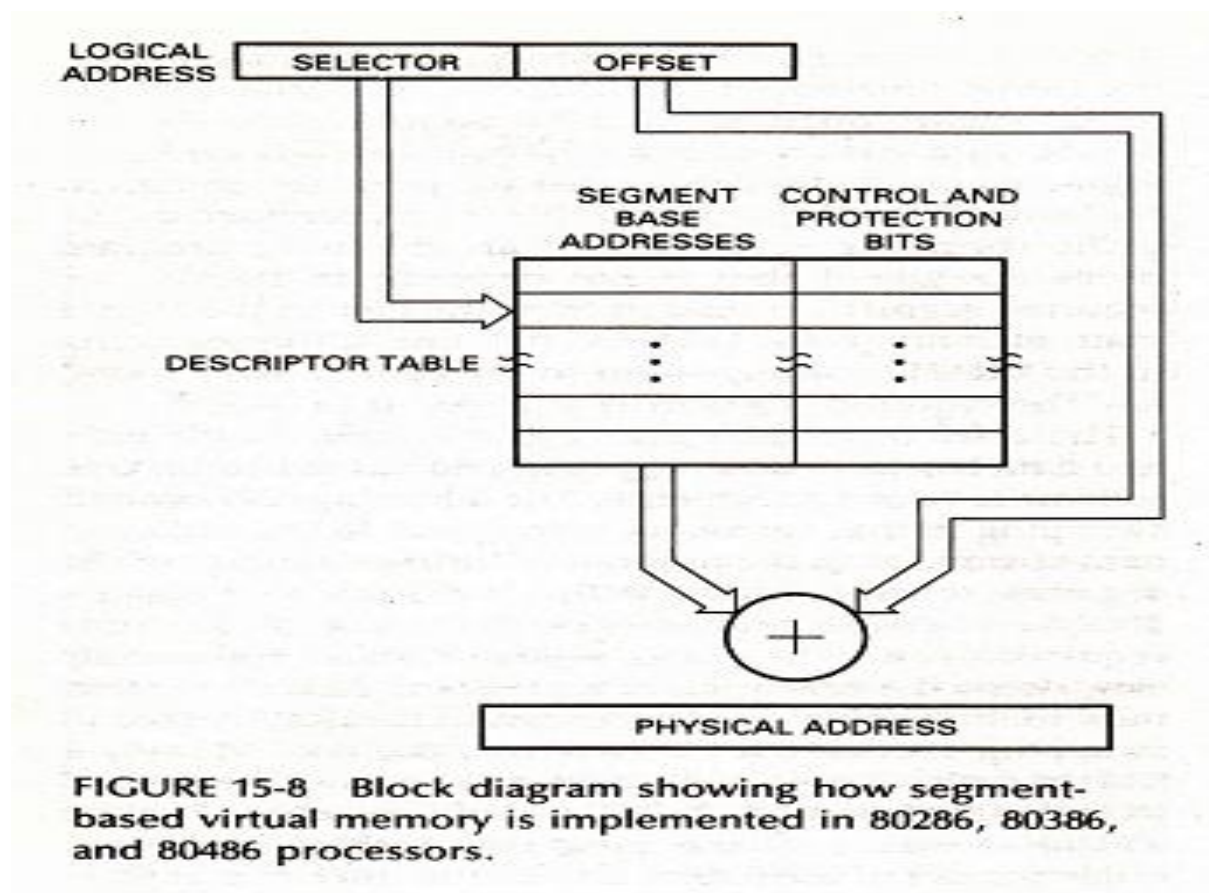 LOGICAL
ADDRESS
SELECTOR
OFFSET
SEGMENT
BASE
ADDRESSES
CONTROL AND
PROTECTION
BITS
DESCRIPTOR TABLE
+
PHYSICAL ADDRESS
FIGURE 15-8 Block diagram showing how segment-
based virtual memory is implemented in 80286, 80386,
and 80486 processors.